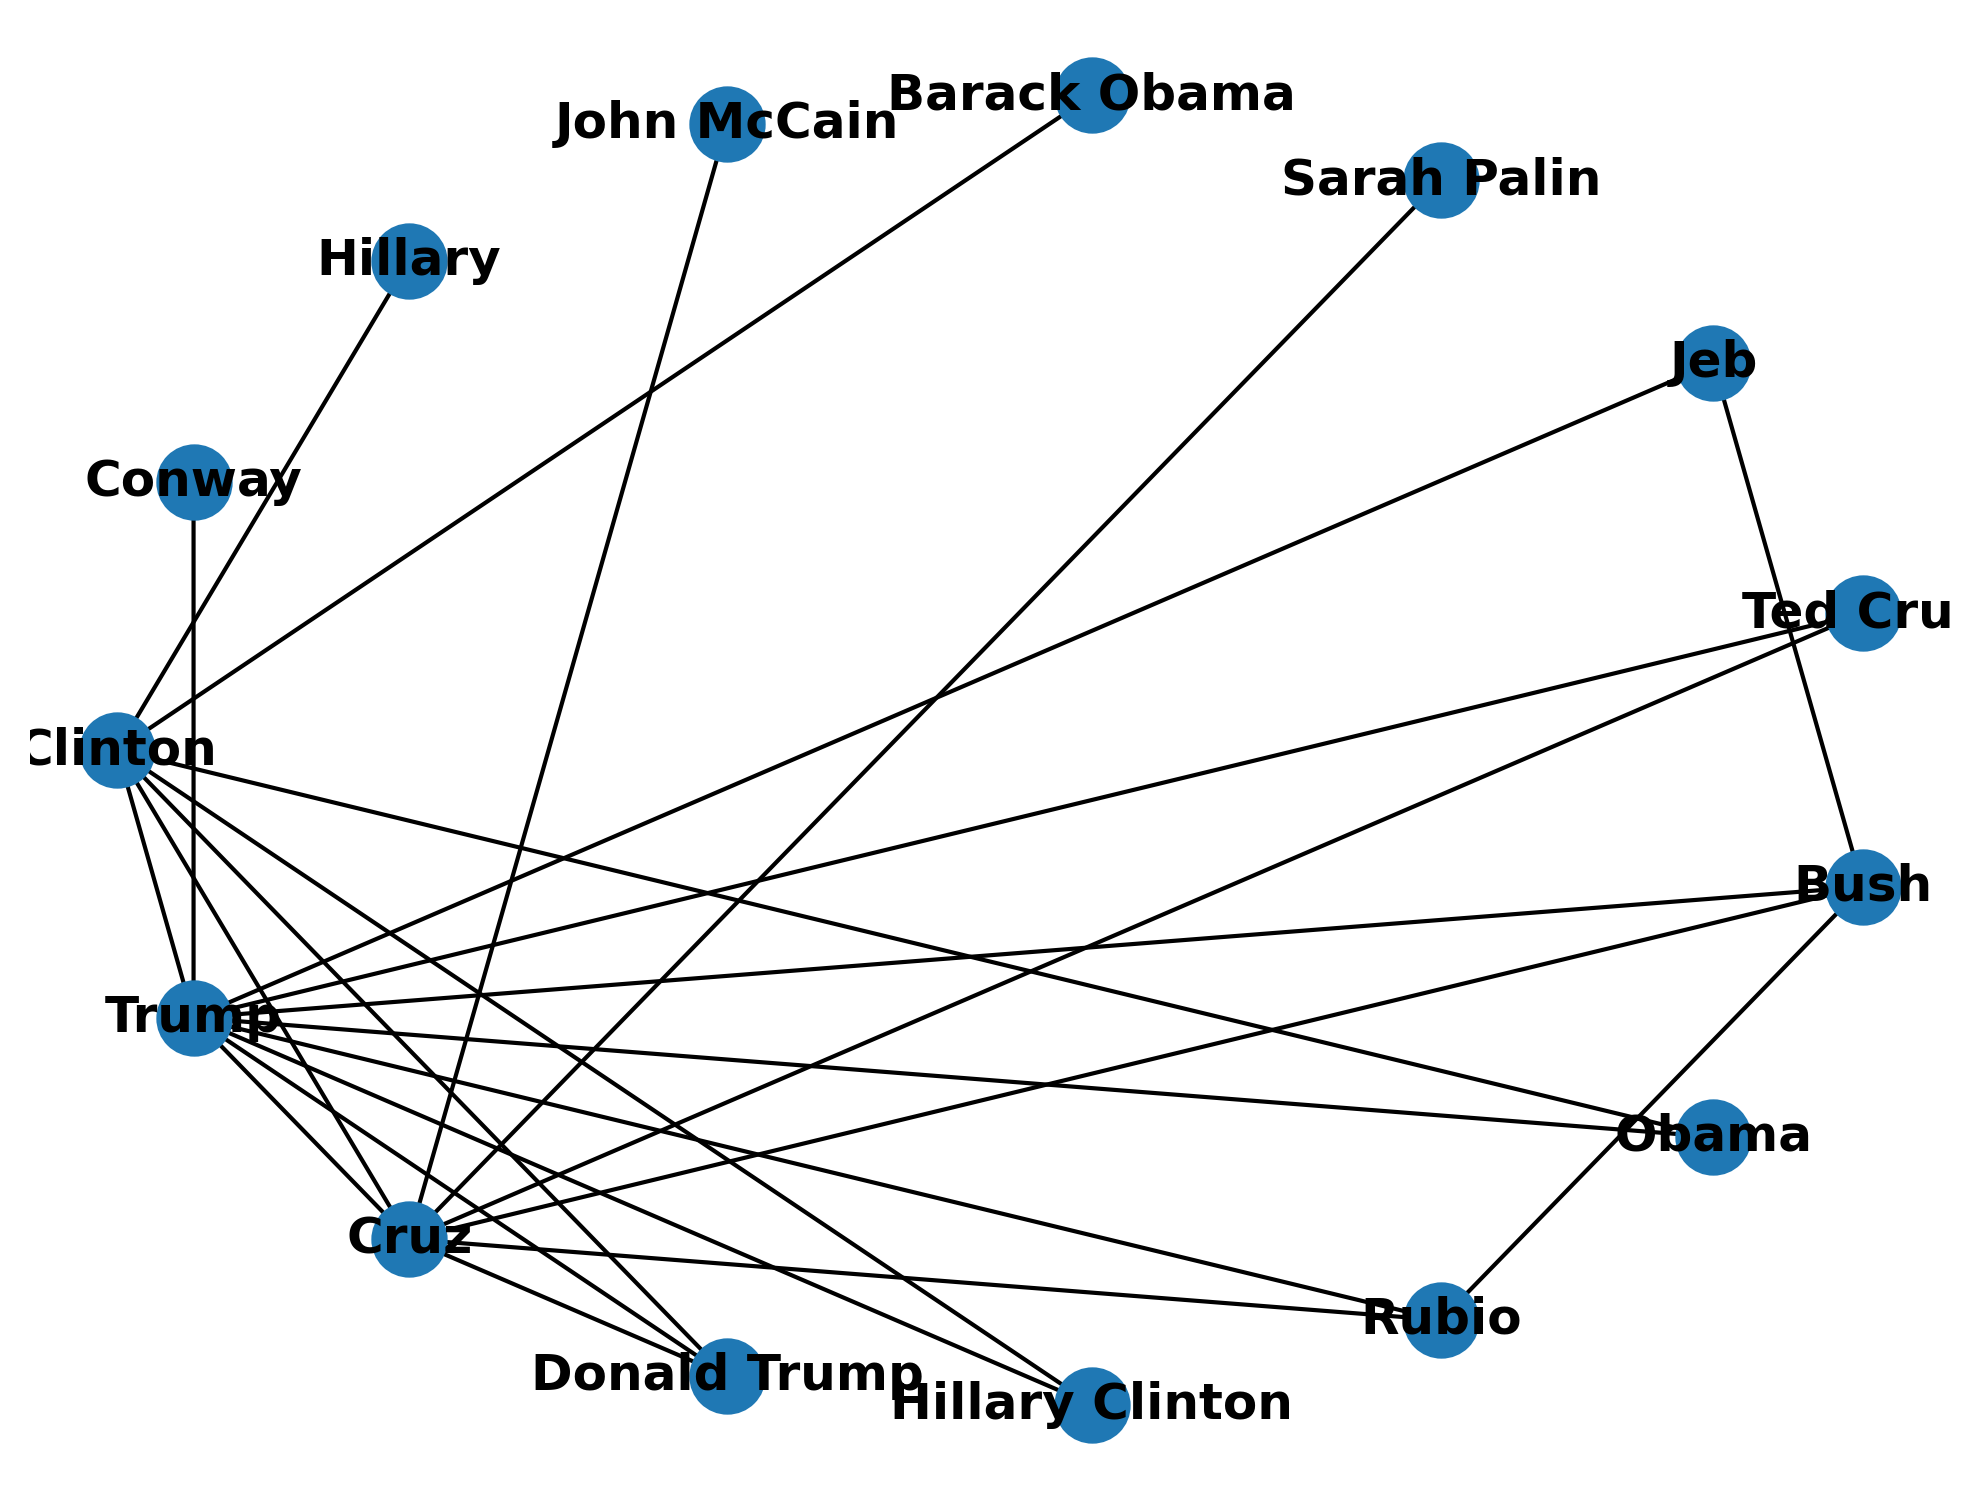 Barack Obama
John McCain
Sarah Palin
Hillary
Jeb
Conway
Ted Cru
Clinton
Bush
Trump
Obama
Cruz
Rubio
Donald Trump
Hillary Clinton